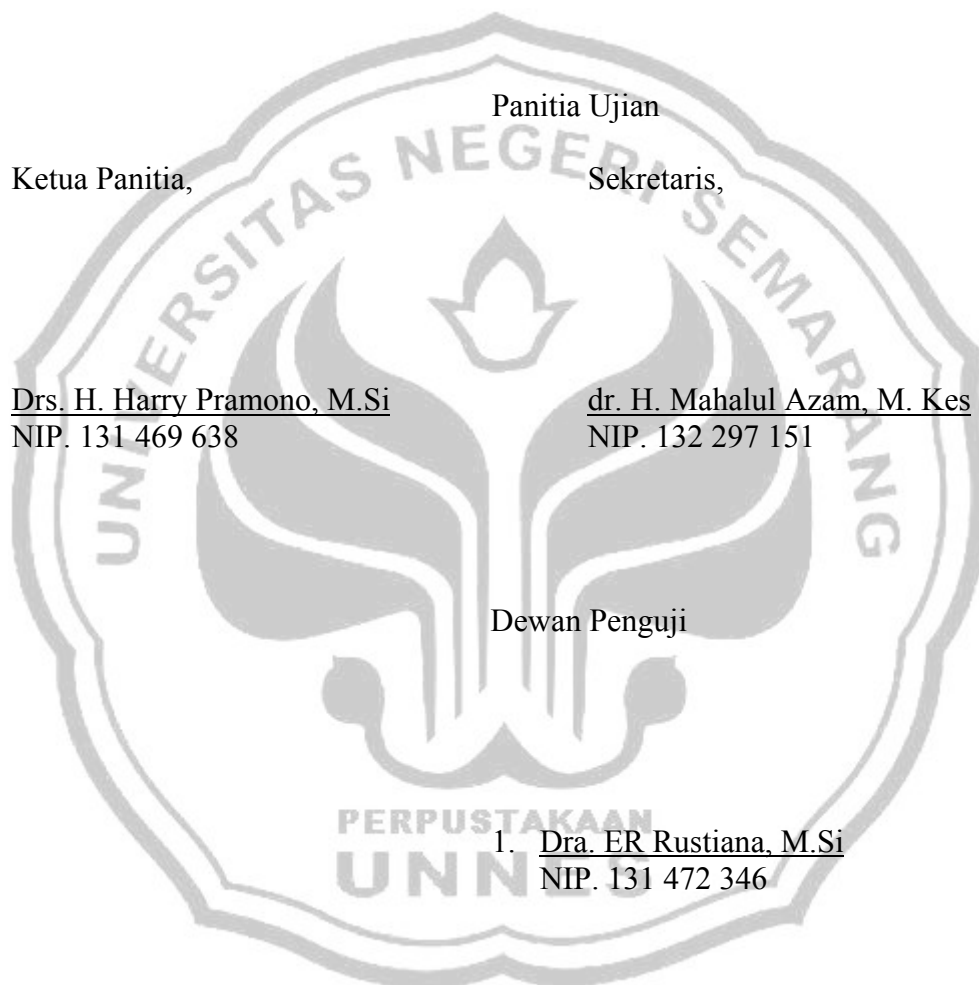 Panitia Ujian
Ketua Panitia, Sekretaris,
UNIVERSITAS NEGERI SEMARANG
Drs. H. Harry Pramono, M.Si dr. H. Mahalul Azam, M. Kes
NIP. 131 469 638 NIP. 132 297 151
Dewan Penguji
PERPUSTAKAAN
UNNES
1. Dra. ER Rustiana, M.Si
NIP. 131 472 346